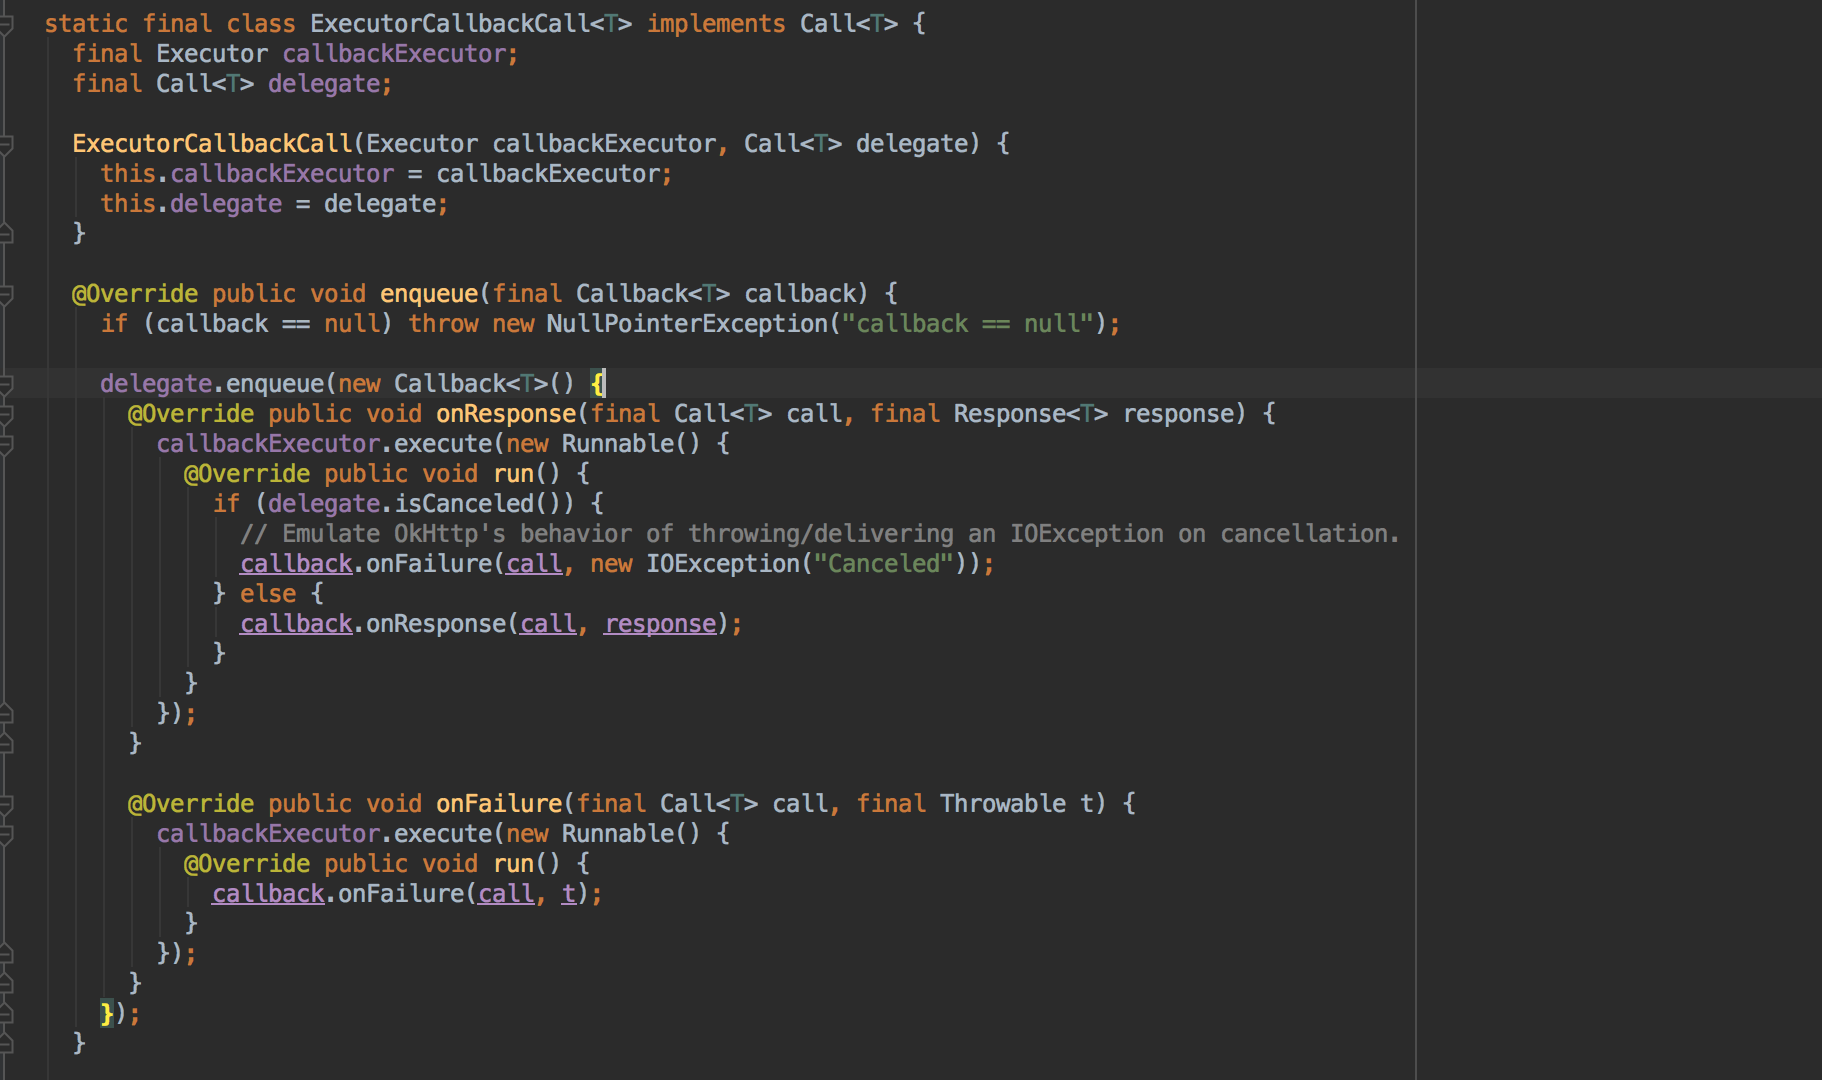 static final class ExecutorCallbackCall<T> implements Call<T> {
  final Executor callbackExecutor;
  final Call<T> delegate;

  ExecutorCallbackCall(Executor callbackExecutor, Call<T> delegate) {
    this.callbackExecutor = callbackExecutor;
    this.delegate = delegate;
  }

  @Override public void enqueue(final Callback<T> callback) {
    if (callback == null) throw new NullPointerException("callback == null");

    delegate.enqueue(new Callback<T>() {
      @Override public void onResponse(final Call<T> call, final Response<T> response) {
        callbackExecutor.execute(new Runnable() {
          @Override public void run() {
            if (delegate.isCanceled()) {
              // Emulate OkHttp's behavior of throwing/delivering an IOException on cancellation.
              callback.onFailure(call, new IOException("Canceled"));
            } else {
              callback.onResponse(call, response);
            }
          }
        });
      }

      @Override public void onFailure(final Call<T> call, final Throwable t) {
        callbackExecutor.execute(new Runnable() {
          @Override public void run() {
            callback.onFailure(call, t);
          }
        });
      }
    });
  }